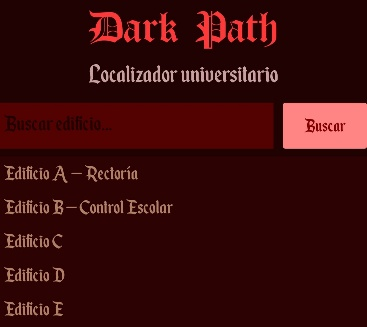 Dark Path
Localizador universitario
Buscar edificio...
Buscar
Edificio A – Rectoría
Edificio B – Control Escolar
Edificio C
Edificio D
Edificio E